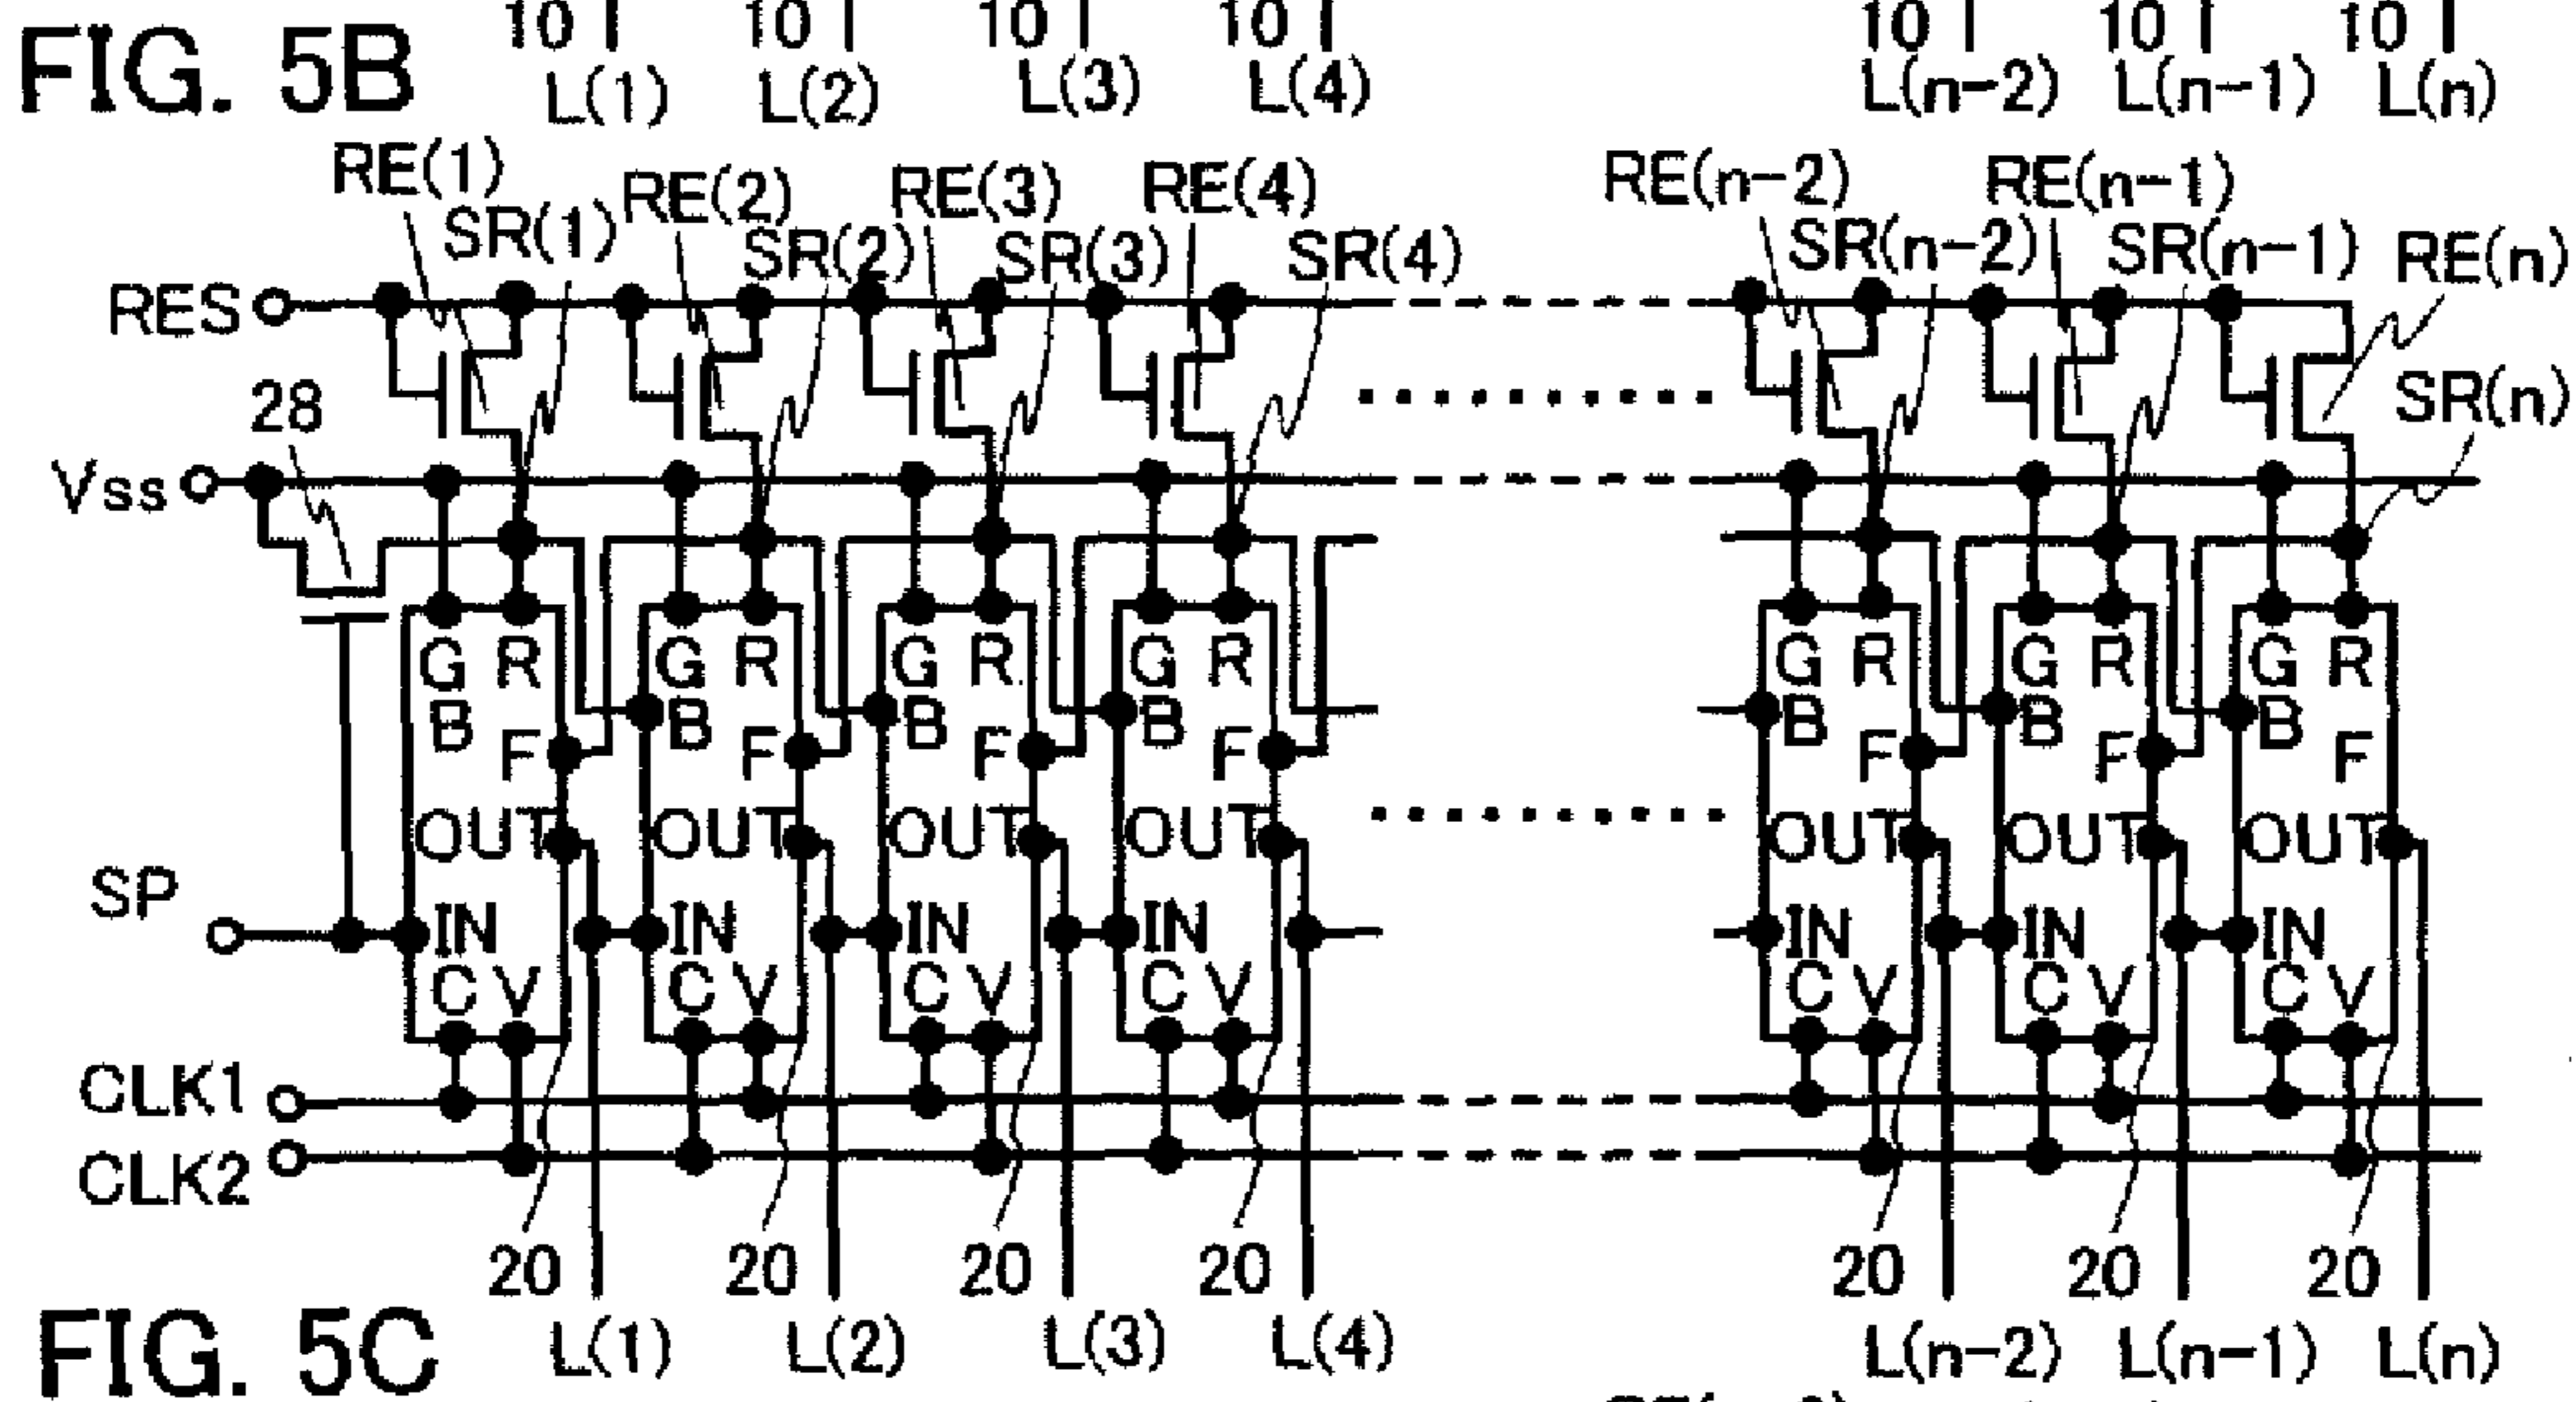 10 10 10 10 10 10 10
FIG. 5B L(1) L(2) L(3) L(4) L(n-2) L(n-1) L(n)
RE(1) RE(2) RE(3) RE(4) RE(n-2) RE(n-1)
SR(1) SR(2) SR(3) SR(4) SR(n-2) SR(n-1) RE(n)
RES
28 SR(n)
Vss
G R G R G R G R G R G R G R
B B B B B B B
F F F F F F F
OUT OUT OUT OUT OUT OUT OUT
SP
IN IN IN IN IN IN IN
C V C V C V C V C V C V C V
CLK1
CLK2
20 20 20 20 20 20 20
FIG. 5C L(1) L(2) L(3) L(4) L(n-2) L(n-1) L(n)